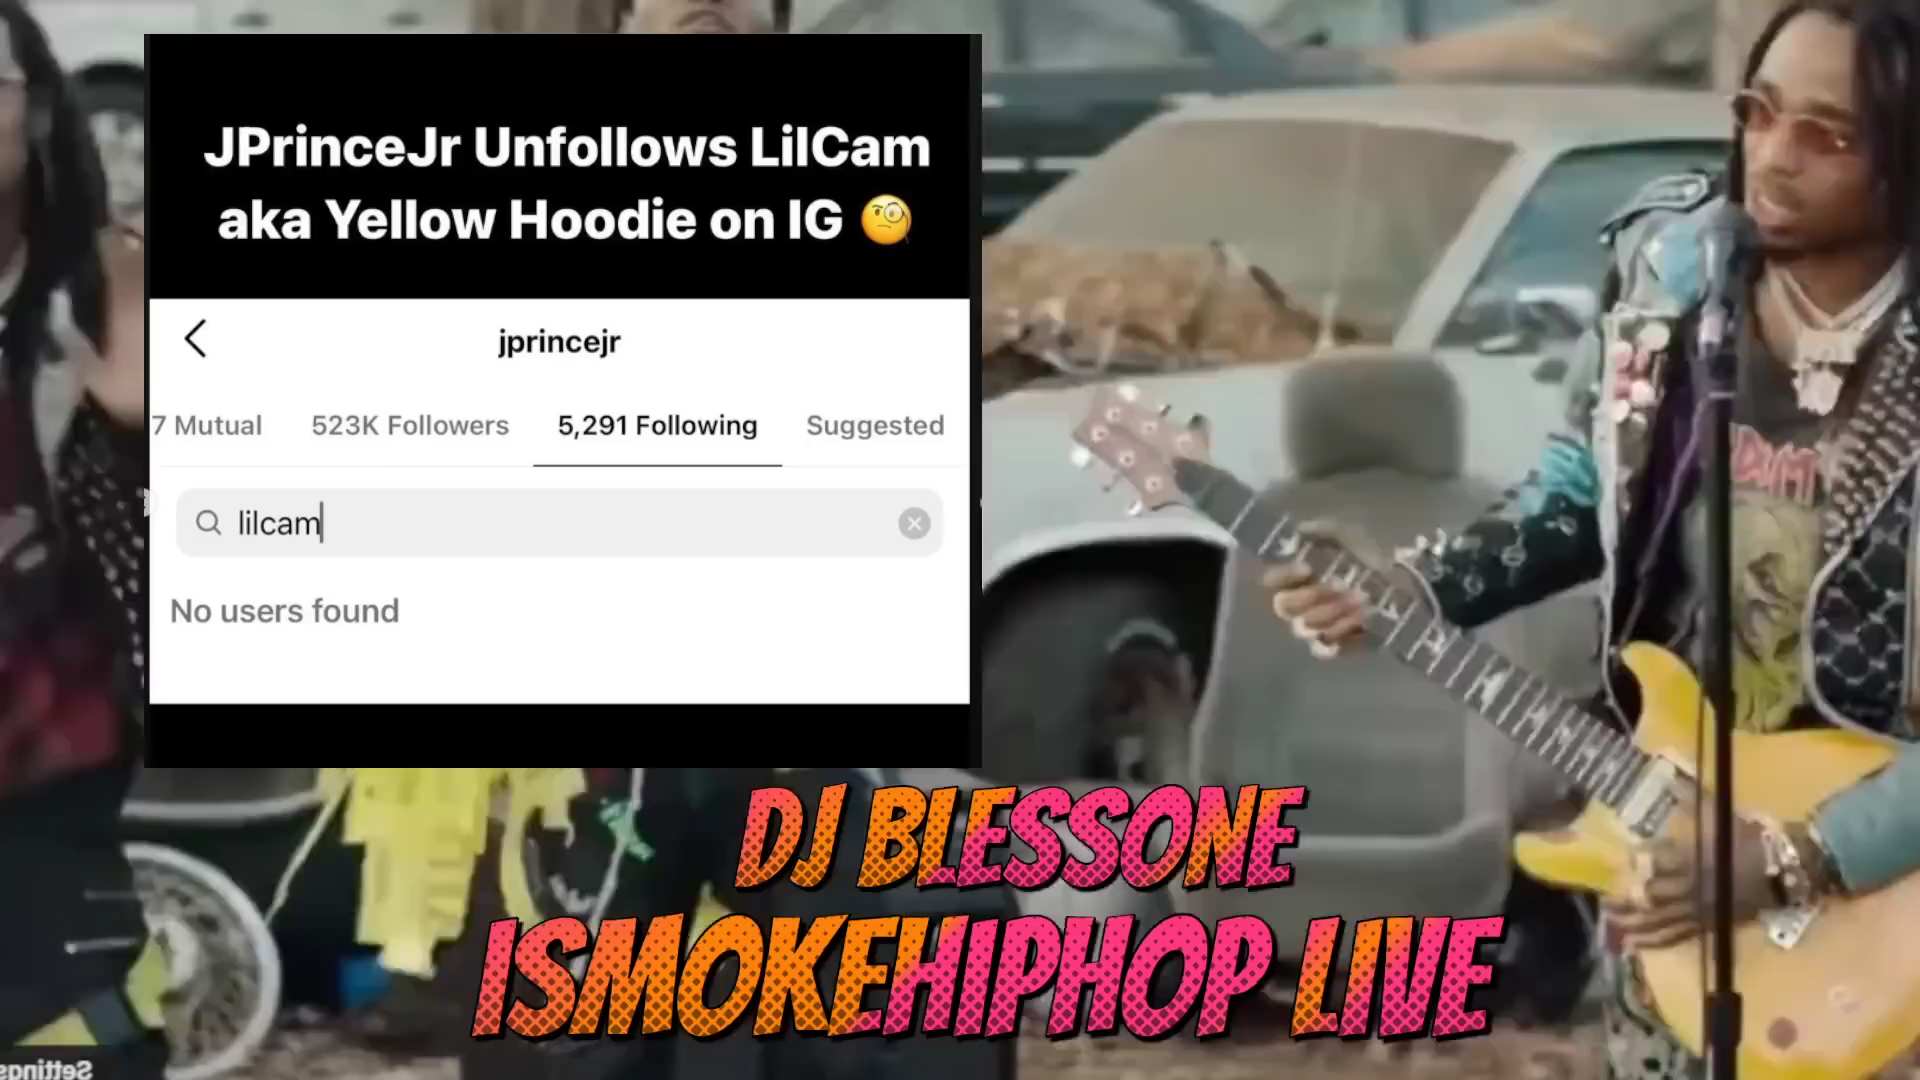 JPrinceJr Unfollows LilCam
aka Yellow Hoodie on IG 🧐
jprincejr
7 Mutual 523K Followers 5,291 Following Suggested
lilcam
No users found
DJ BLESSONE
ISMOKEHIPHOP LIVE
Settings